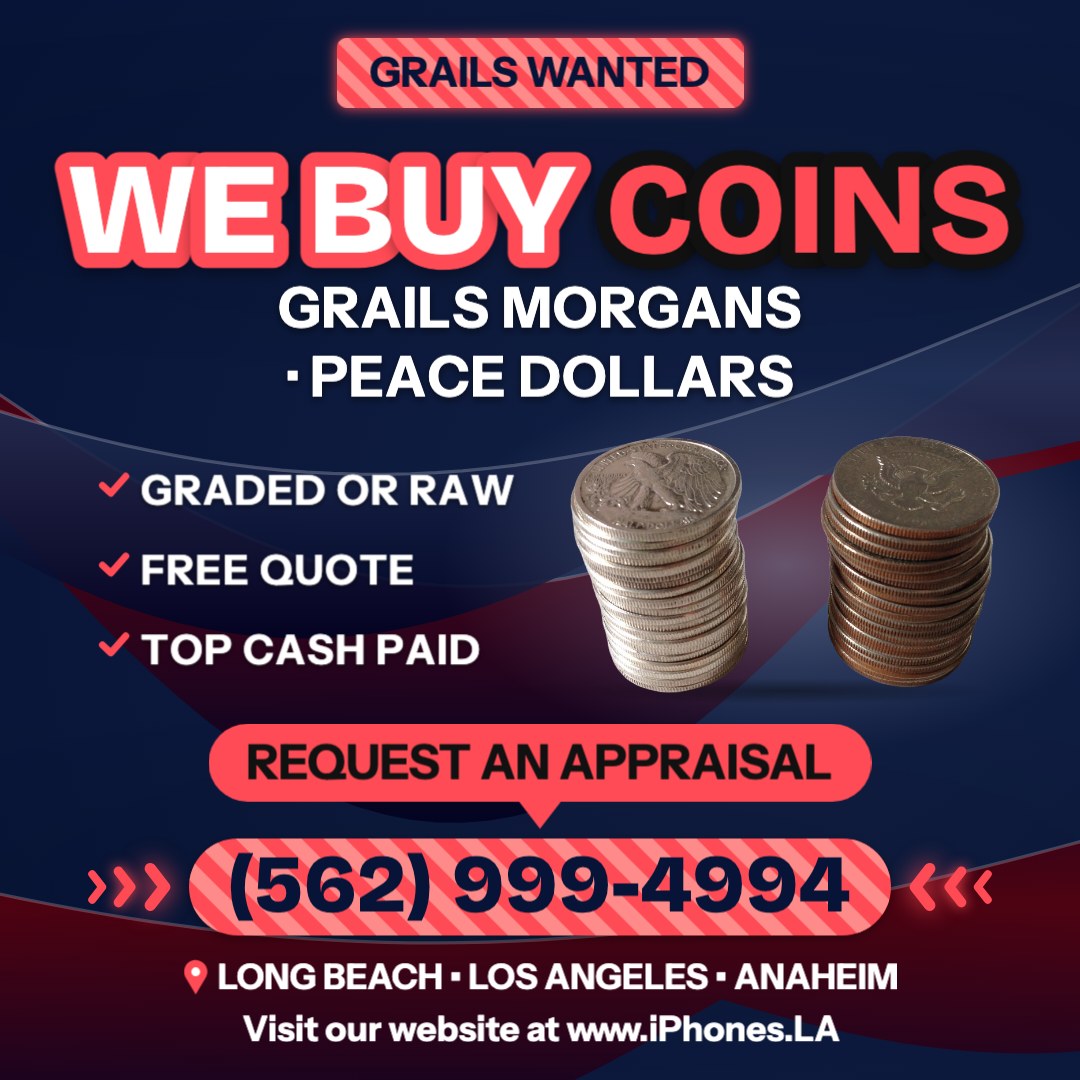 GRAILS WANTED
WE BUY COINS
GRAILS MORGANS
· PEACE DOLLARS
GRADED OR RAW
FREE QUOTE
TOP CASH PAID
REQUEST AN APPRAISAL
(562) 999-4994
LONG BEACH · LOS ANGELES · ANAHEIM
Visit our website at www.iPhones.LA